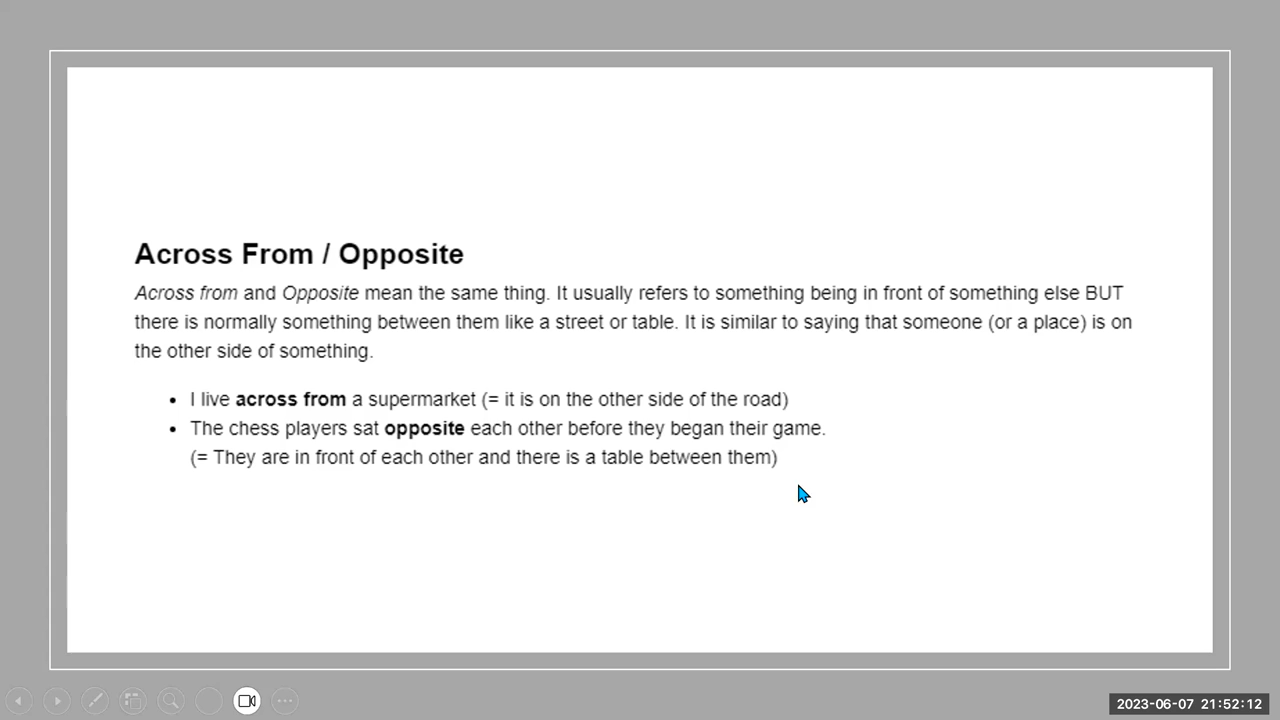 Across From / Opposite
Across from and Opposite mean the same thing. It usually refers to something being in front of something else BUT
there is normally something between them like a street or table. It is similar to saying that someone (or a place) is on
the other side of something.
• I live across from a supermarket (= it is on the other side of the road)
• The chess players sat opposite each other before they began their game.
(= They are in front of each other and there is a table between them)
2023-06-07 21:52:12